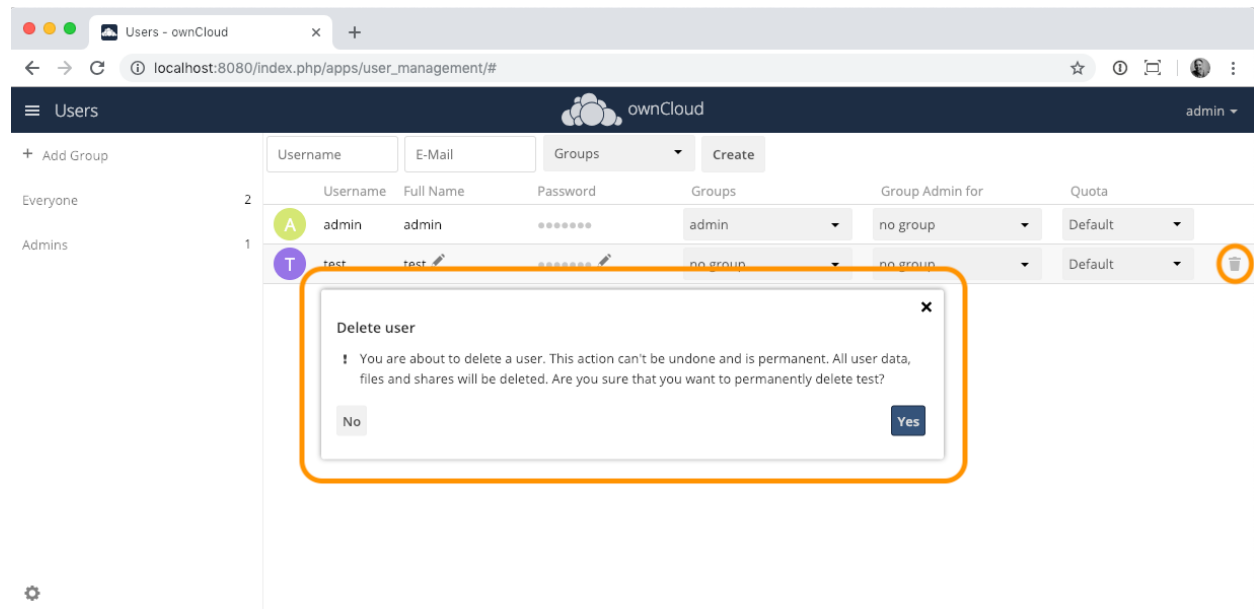 Users - ownCloud
localhost:8080/index.php/apps/user_management/#
Users ownCloud admin
+ Add Group
Username E-Mail Groups Create
Username Full Name Password Groups Group Admin for Quota
Everyone 2
A admin admin admin no group Default
Admins 1
T test test no group no group Default
Delete user
! You are about to delete a user. This action can't be undone and is permanent. All user data,
files and shares will be deleted. Are you sure that you want to permanently delete test?
No Yes